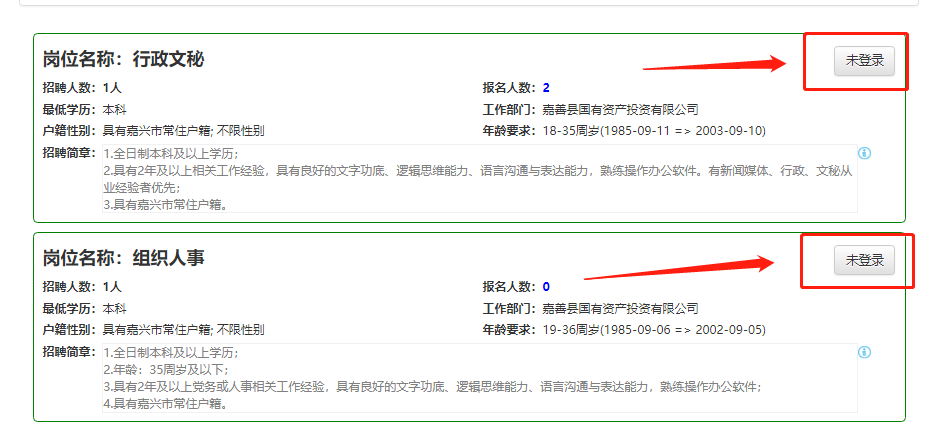 岗位名称：行政文秘
未登录
招聘人数：1人
报名人数：2
最低学历：本科
工作部门：嘉善县国有资产投资有限公司
户籍性别：具有嘉兴市常住户籍; 不限性别
年龄要求：18-35周岁(1985-09-11 => 2003-09-10)
招聘简章：1.全日制本科及以上学历；
2.具有2年及以上相关工作经验，具有良好的文字功底、逻辑思维能力、语言沟通与表达能力，熟练操作办公软件。有新闻媒体、行政、文秘从
业经验者优先；
3.具有嘉兴市常住户籍。
岗位名称：组织人事
未登录
招聘人数：1人
报名人数：0
最低学历：本科
工作部门：嘉善县国有资产投资有限公司
户籍性别：具有嘉兴市常住户籍; 不限性别
年龄要求：19-36周岁(1985-09-06 => 2002-09-05)
招聘简章：1.全日制本科及以上学历；
2.年龄：35周岁及以下；
3.具有2年及以上党务或人事相关工作经验，具有良好的文字功底、逻辑思维能力、语言沟通与表达能力，熟练操作办公软件；
4.具有嘉兴市常住户籍。